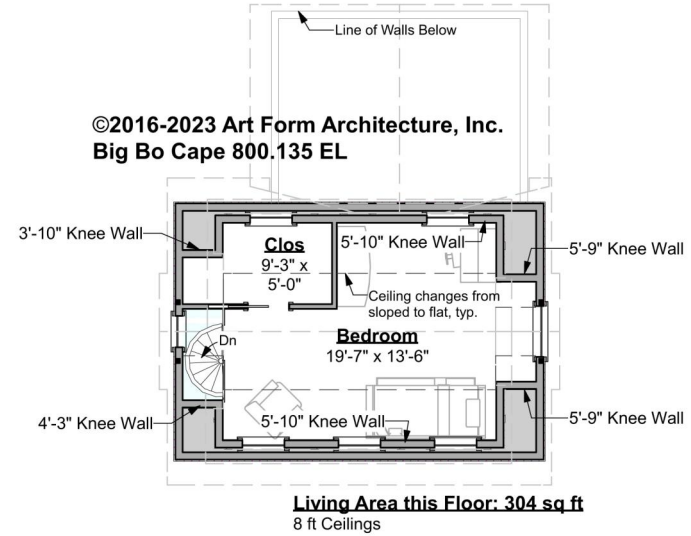 Line of Walls Below
©2016-2023 Art Form Architecture, Inc.
Big Bo Cape 800.135 EL
3'-10" Knee Wall
Clos
9'-3" x
5'-0"
5'-10" Knee Wall
5'-9" Knee Wall
Ceiling changes from
sloped to flat, typ.
Dn
Bedroom
19'-7" x 13'-6"
4'-3" Knee Wall
5'-10" Knee Wall
5'-9" Knee Wall
Living Area this Floor: 304 sq ft
8 ft Ceilings